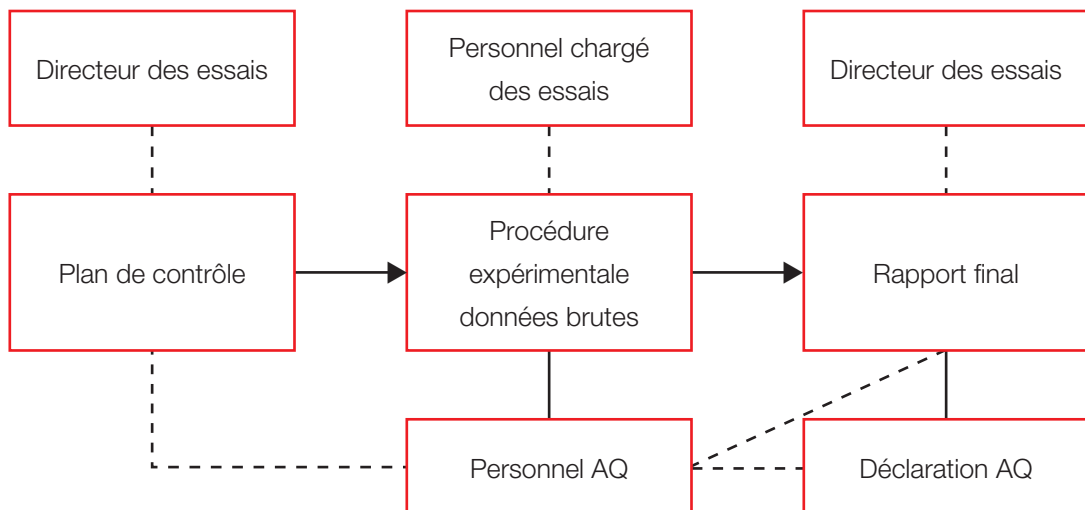 Directeur des essais
Personnel chargé
des essais
Directeur des essais
Plan de contrôle
Procédure
expérimentale
données brutes
Rapport final
Personnel AQ
Déclaration AQ